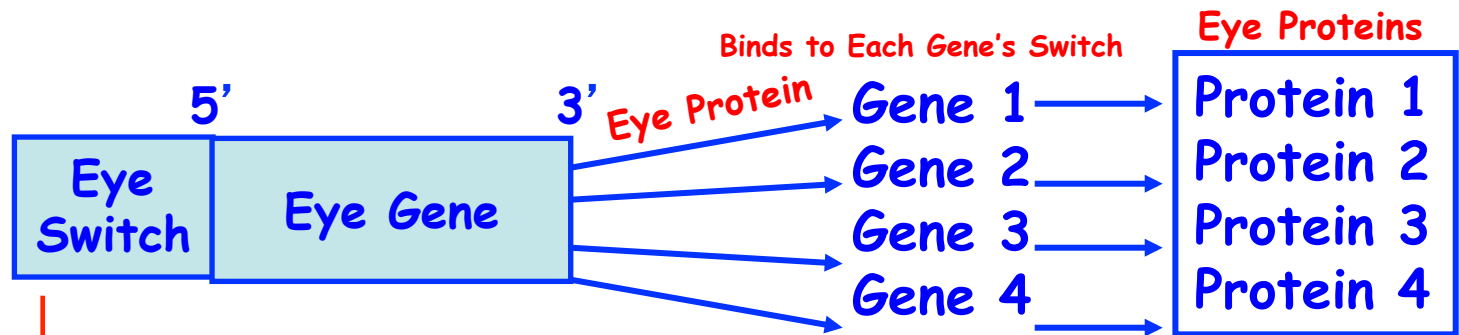 Eye Proteins
Binds to Each Gene’s Switch
5’
3’
Eye Protein
Eye
Switch
Eye Gene
Gene 1
Gene 2
Gene 3
Gene 4
Protein 1
Protein 2
Protein 3
Protein 4